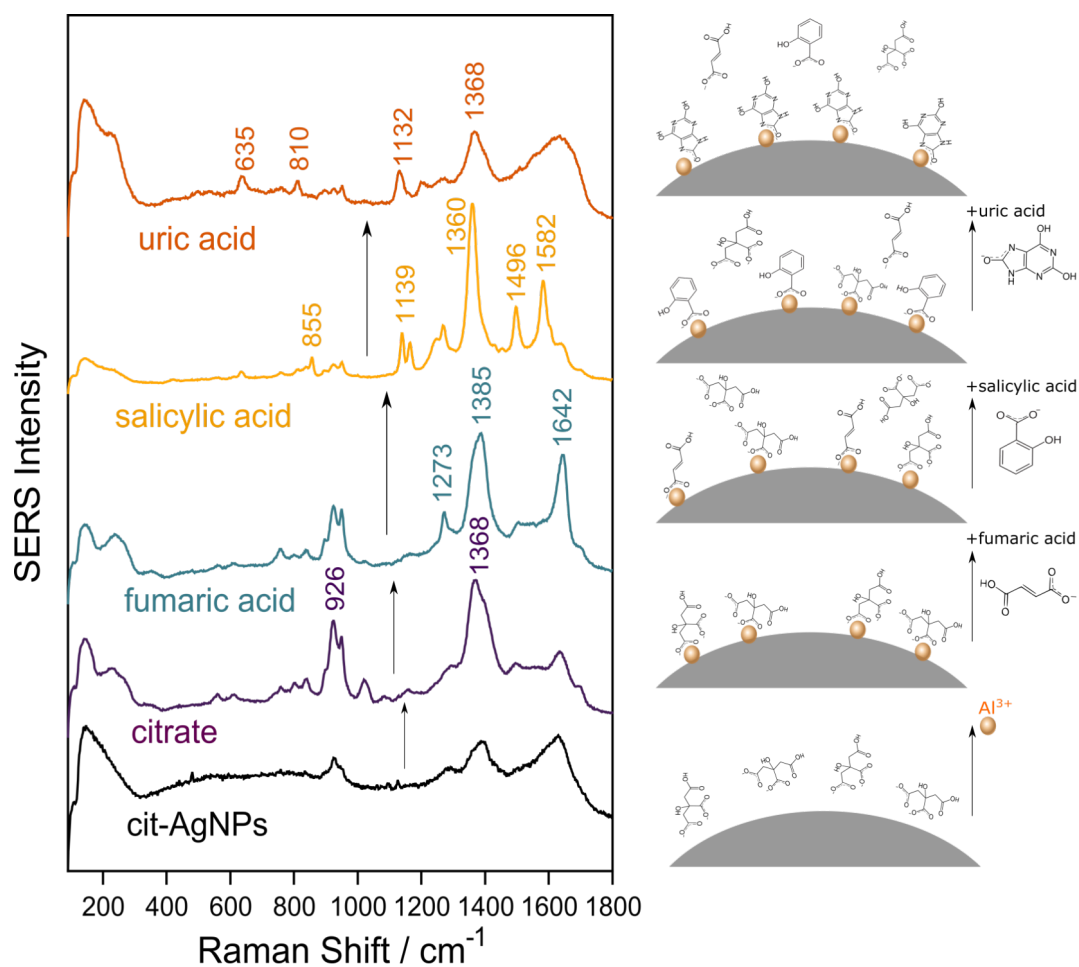 SERS Intensity
635
810
1132
1368
uric acid
855
1139
1360
1496
1582
salicylic acid
1273
1385
1642
fumaric acid
926
1368
citrate
cit-AgNPs
200 400 600 800 1000 1200 1400 1600 1800
Raman Shift / cm⁻¹
+uric acid
OH
N
N
⁻O
N
H
N
OH
+salicylic acid
O
O⁻
OH
+fumaric acid
HO
O
O
O⁻
Al³⁺